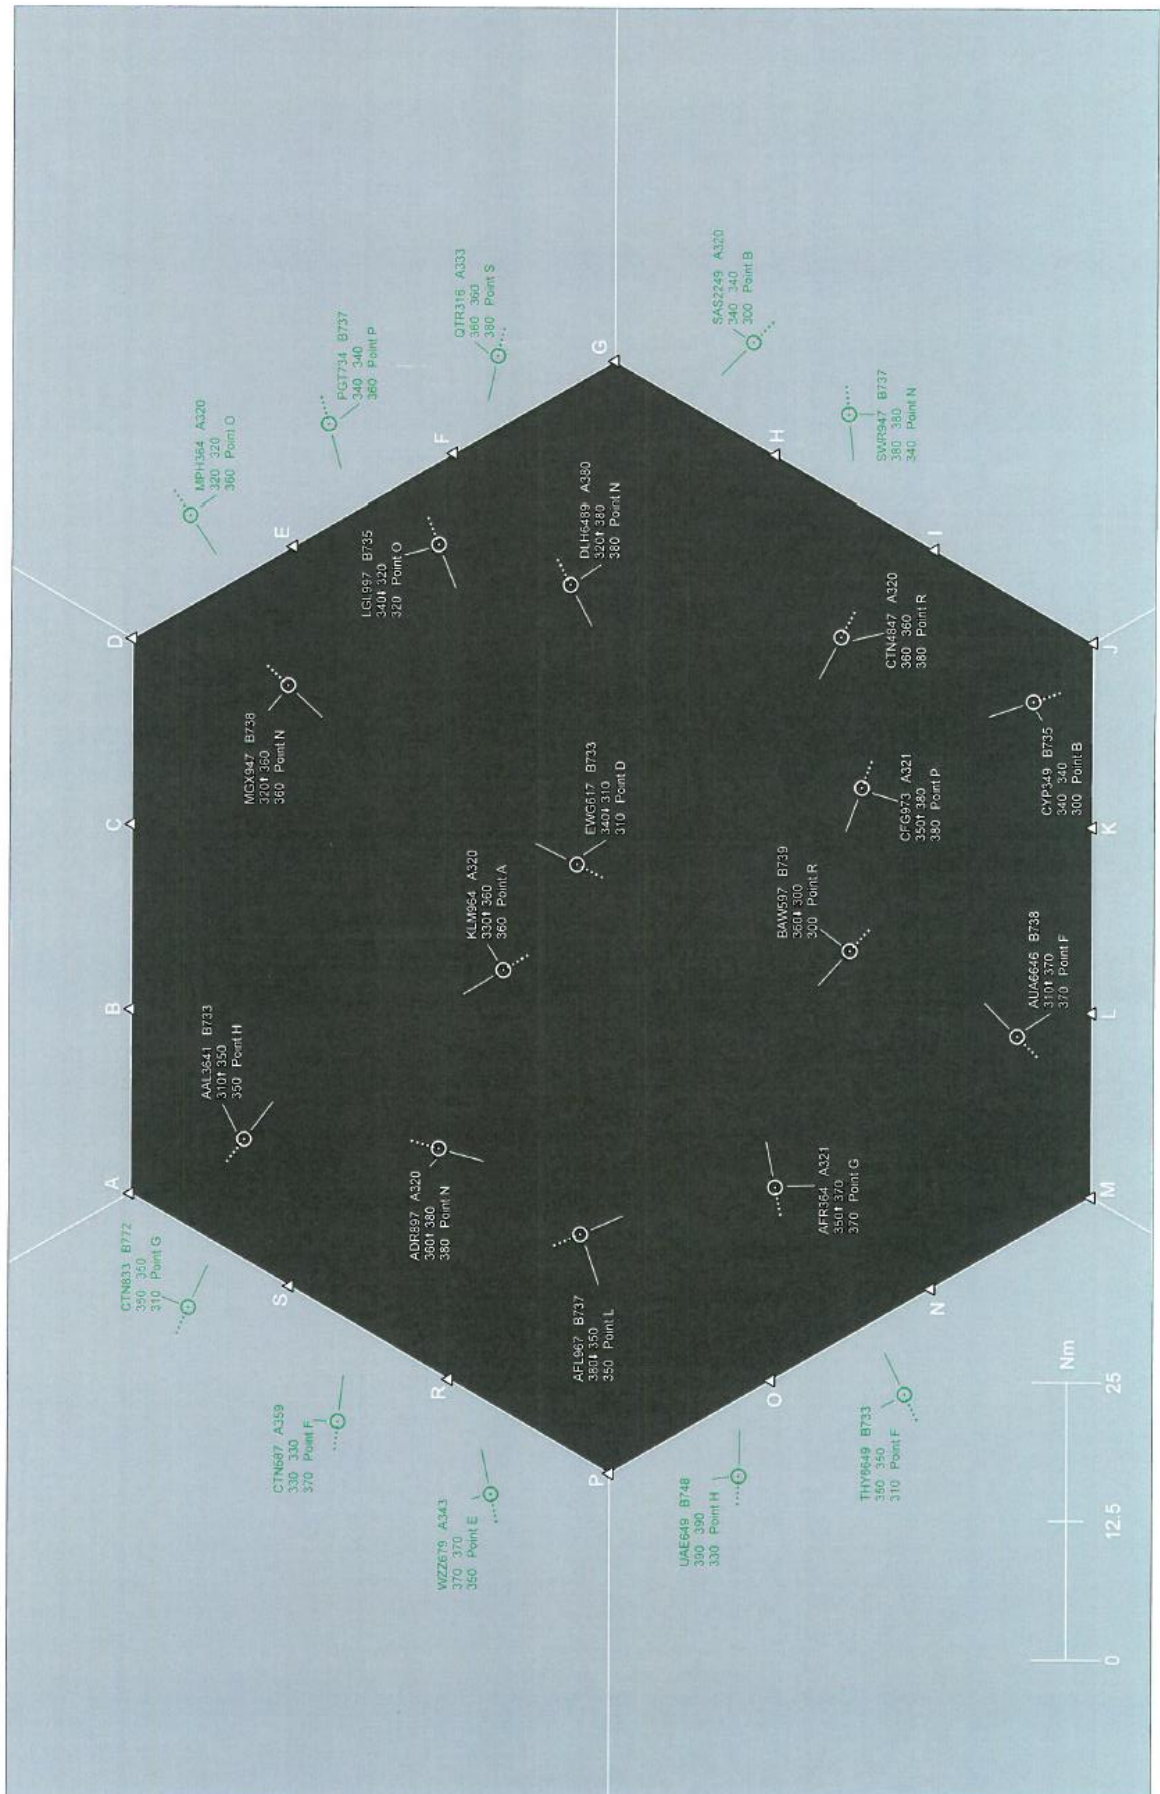 A
B
C
D
E
F
G
H
I
J
K
L
M
N
O
P
R
S
CTN833 B772
350 350
310 Point G
AAL3641 B733
310⬆ 350
350 Point H
MGX947 B738
320⬆ 360
360 Point N
MPH364 A320
320 320
360 Point O
PGT734 B737
340 340
360 Point P
CTN687 A359
330 330
370 Point F
ADR897 A320
360⬆ 380
380 Point N
KLM964 A320
330⬆ 360
360 Point A
LGL997 B735
340⬇ 320
320 Point O
QTR316 A333
360 360
380 Point S
WZZ679 A343
370 370
350 Point E
AFL967 B737
380⬇ 350
350 Point L
EWG617 B733
340⬇ 310
310 Point D
DLH6489 A380
320⬆ 380
380 Point N
SAS2249 A320
340 340
300 Point B
UAE649 B748
390 390
330 Point H
AFR364 A321
350⬆ 370
370 Point G
BAW597 B739
360⬇ 300
300 Point R
CFG973 A321
350⬆ 380
380 Point P
CTN4847 A320
360 360
380 Point R
SWR947 B737
380 380
340 Point N
THY6649 B733
350 350
310 Point F
AUA6646 B738
310⬆ 370
370 Point F
CYP349 B735
340 340
300 Point B
Nm
0 12.5 25